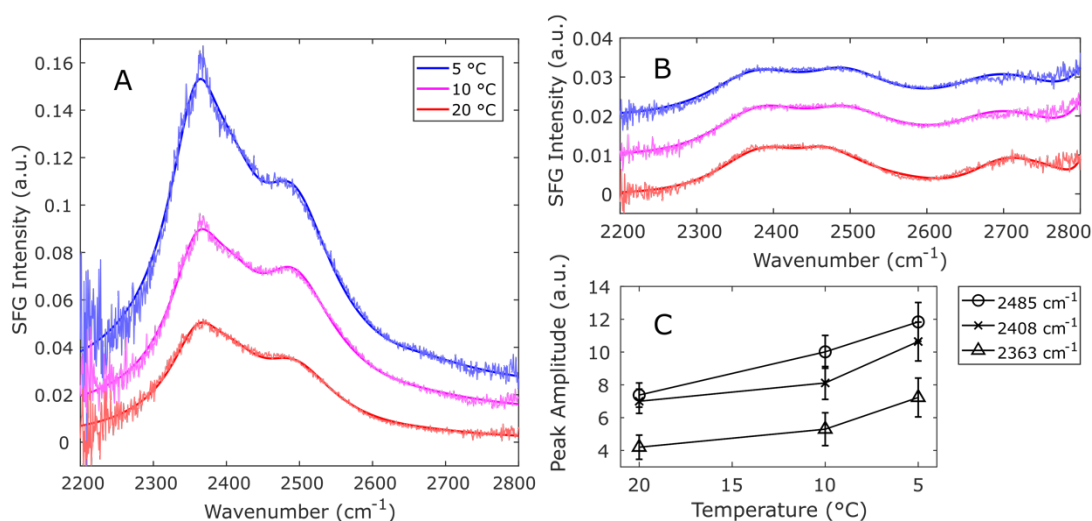 A
SFG Intensity (a.u.)
0.16
0.14
0.12
0.1
0.08
0.06
0.04
0.02
0
5 °C
10 °C
20 °C
2200 2300 2400 2500 2600 2700 2800
Wavenumber (cm⁻¹)
B
SFG Intensity (a.u.)
0.04
0.03
0.02
0.01
0
2200 2300 2400 2500 2600 2700 2800
Wavenumber (cm⁻¹)
C
Peak Amplitude (a.u.)
14
12
10
8
6
4
20 15 10 5
Temperature (°C)
2485 cm⁻¹
2408 cm⁻¹
2363 cm⁻¹